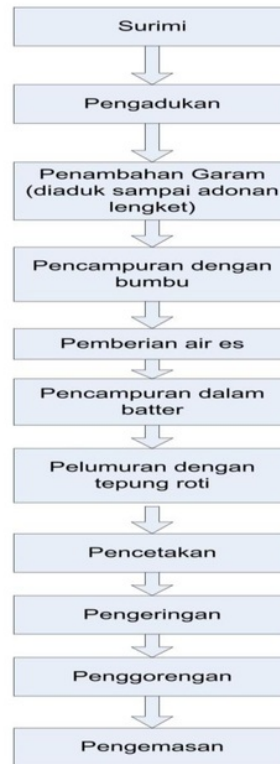 Surimi
Pengadukan
Penambahan Garam
(diaduk sampai adonan
lengket)
Pencampuran dengan
bumbu
Pemberian air es
Pencampuran dalam
batter
Pelumuran dengan
tepung roti
Pencetakan
Pengeringan
Penggorengan
Pengemasan